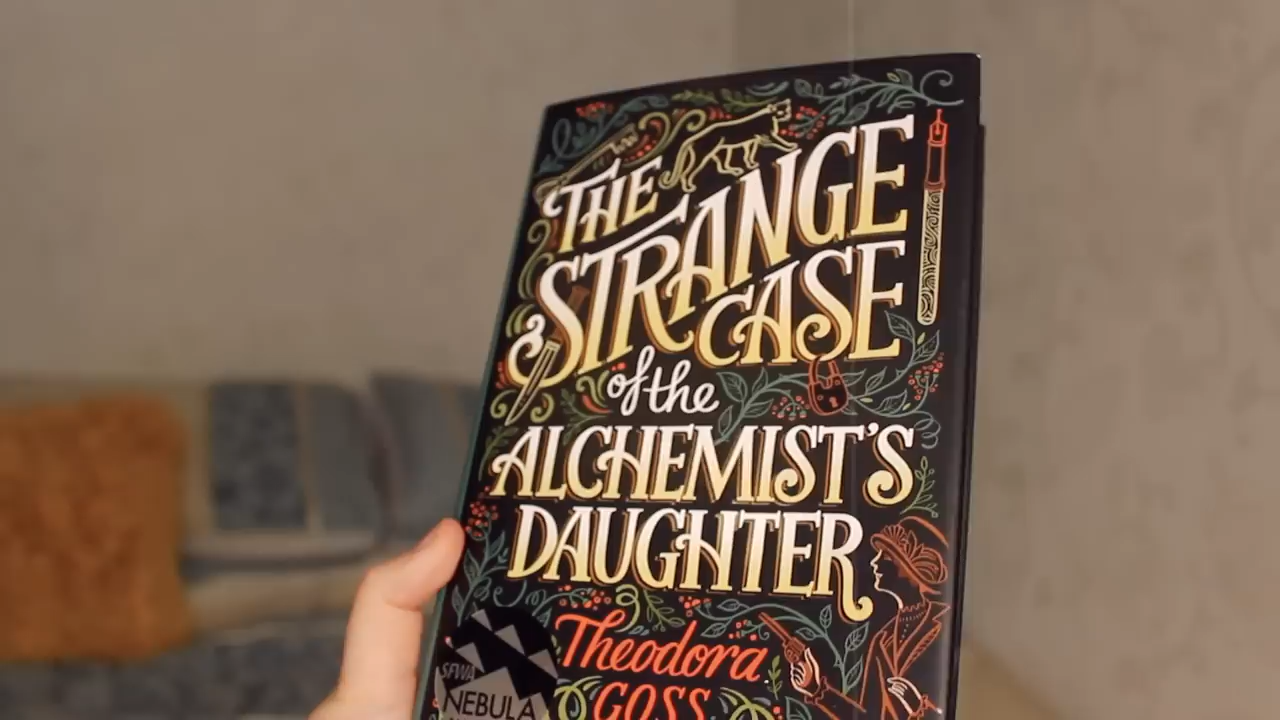 THE
STRANGE
CASE
of the
ALCHEMIST'S
DAUGHTER
Theodora
GOSS
SFWA
NEBULA